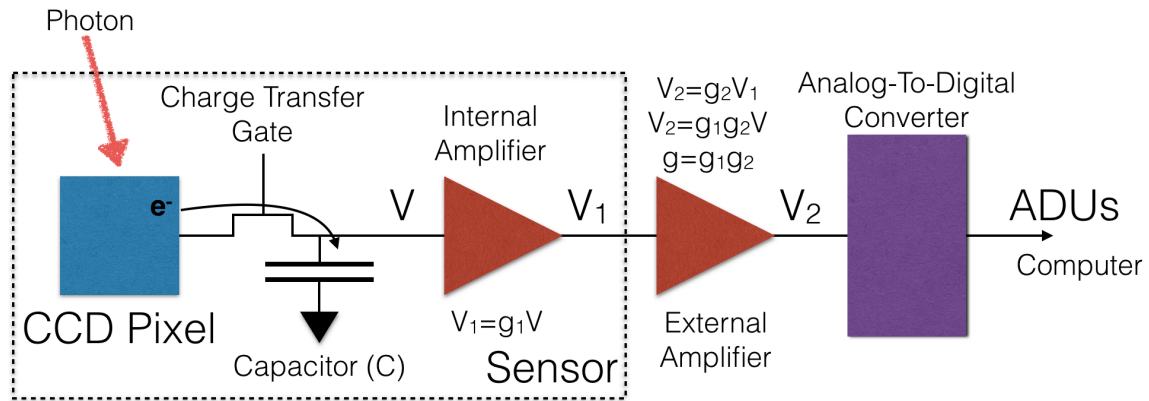 Photon
Charge Transfer
Gate
e-
CCD Pixel
Capacitor (C)
V
Internal
Amplifier
V₁=g₁V
Sensor
V₁
V₂=g₂V₁
V₂=g₁g₂V
g=g₁g₂
External
Amplifier
V₂
Analog-To-Digital
Converter
ADUs
Computer